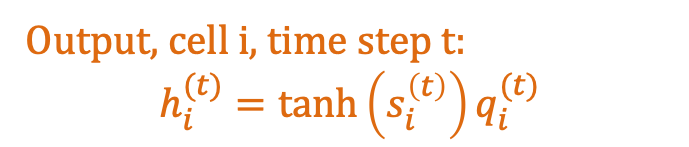 Output, cell i, time step t:
h_i^{(t)} = tanh (s_i^{(t)}) q_i^{(t)}